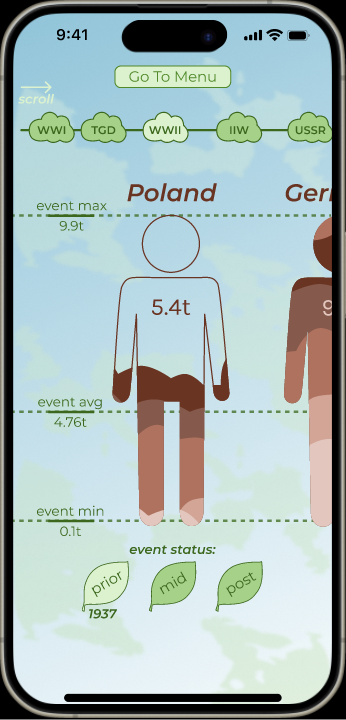 9:41
Go To Menu
scroll
WWI TGD WWII IIW USSR
Poland Ger
event max
9.9t
5.4t 9
event avg
4.76t
event min
0.1t
event status:
prior mid post
1937